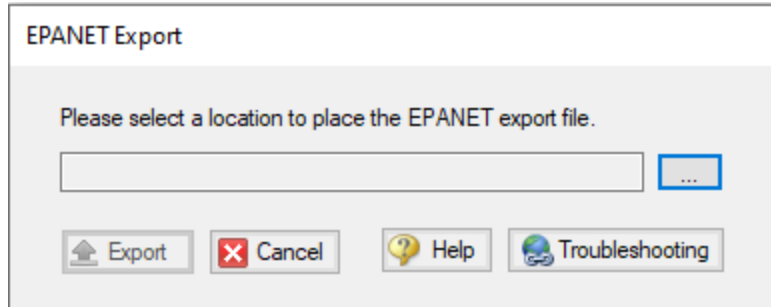 EPANET Export
Please select a location to place the EPANET export file.
...
Export Cancel Help Troubleshooting